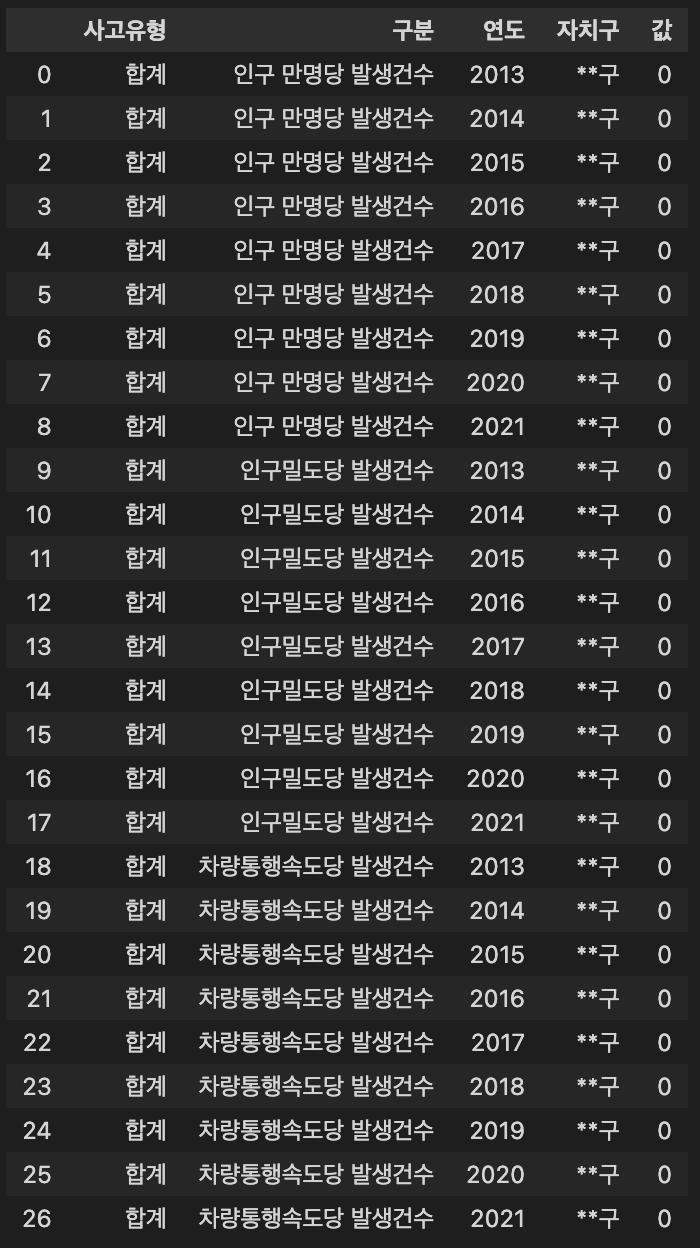 사고유형 구분 연도 자치구 값
0 합계 인구 만명당 발생건수 2013 **구 0
1 합계 인구 만명당 발생건수 2014 **구 0
2 합계 인구 만명당 발생건수 2015 **구 0
3 합계 인구 만명당 발생건수 2016 **구 0
4 합계 인구 만명당 발생건수 2017 **구 0
5 합계 인구 만명당 발생건수 2018 **구 0
6 합계 인구 만명당 발생건수 2019 **구 0
7 합계 인구 만명당 발생건수 2020 **구 0
8 합계 인구 만명당 발생건수 2021 **구 0
9 합계 인구밀도당 발생건수 2013 **구 0
10 합계 인구밀도당 발생건수 2014 **구 0
11 합계 인구밀도당 발생건수 2015 **구 0
12 합계 인구밀도당 발생건수 2016 **구 0
13 합계 인구밀도당 발생건수 2017 **구 0
14 합계 인구밀도당 발생건수 2018 **구 0
15 합계 인구밀도당 발생건수 2019 **구 0
16 합계 인구밀도당 발생건수 2020 **구 0
17 합계 인구밀도당 발생건수 2021 **구 0
18 합계 차량통행속도당 발생건수 2013 **구 0
19 합계 차량통행속도당 발생건수 2014 **구 0
20 합계 차량통행속도당 발생건수 2015 **구 0
21 합계 차량통행속도당 발생건수 2016 **구 0
22 합계 차량통행속도당 발생건수 2017 **구 0
23 합계 차량통행속도당 발생건수 2018 **구 0
24 합계 차량통행속도당 발생건수 2019 **구 0
25 합계 차량통행속도당 발생건수 2020 **구 0
26 합계 차량통행속도당 발생건수 2021 **구 0